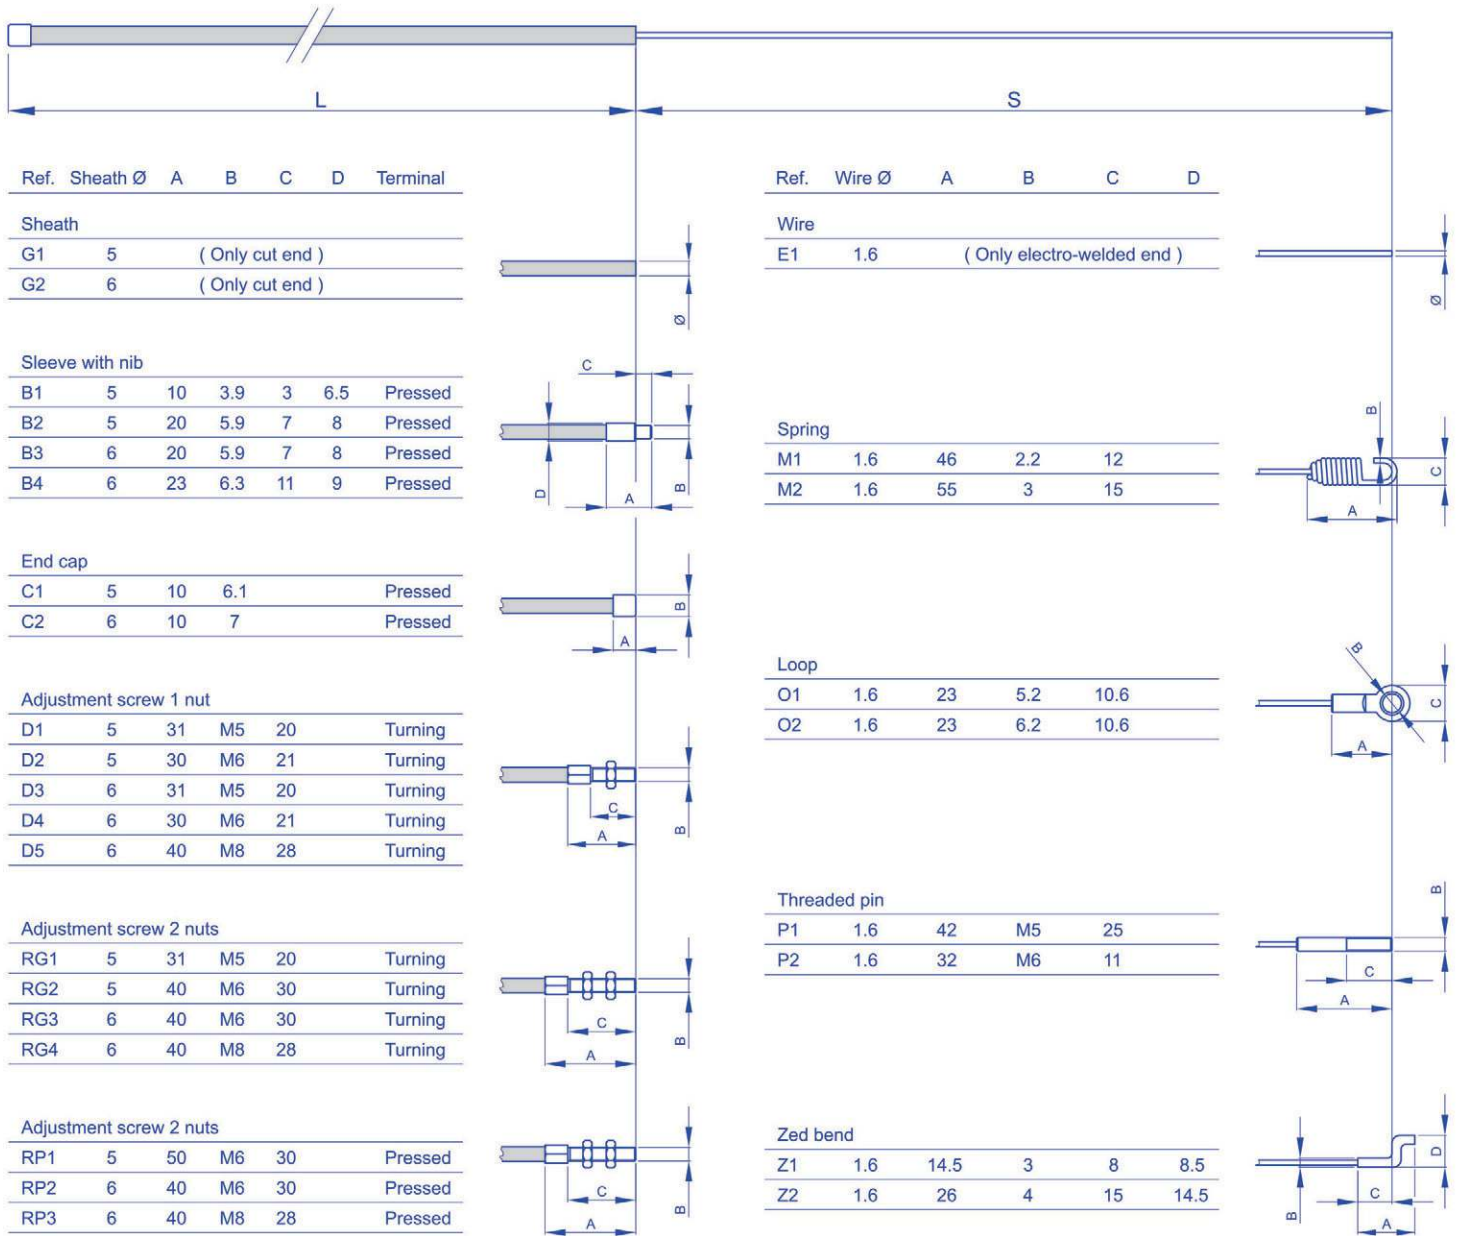 L
S
Ref. Sheath Ø A B C D Terminal
Sheath
G1 5 ( Only cut end )
G2 6 ( Only cut end )
Ø
Sleeve with nib
B1 5 10 3.9 3 6.5 Pressed
B2 5 20 5.9 7 8 Pressed
B3 6 20 5.9 7 8 Pressed
B4 6 23 6.3 11 9 Pressed
C
D
A
B
End cap
C1 5 10 6.1 Pressed
C2 6 10 7 Pressed
B
A
Adjustment screw 1 nut
D1 5 31 M5 20 Turning
D2 5 30 M6 21 Turning
D3 6 31 M5 20 Turning
D4 6 30 M6 21 Turning
D5 6 40 M8 28 Turning
C
A
B
Adjustment screw 2 nuts
RG1 5 31 M5 20 Turning
RG2 5 40 M6 30 Turning
RG3 6 40 M6 30 Turning
RG4 6 40 M8 28 Turning
C
A
B
Adjustment screw 2 nuts
RP1 5 50 M6 30 Pressed
RP2 6 40 M6 30 Pressed
RP3 6 40 M8 28 Pressed
C
A
B
Ref. Wire Ø A B C D
Wire
E1 1.6 ( Only electro-welded end )
Ø
Spring
M1 1.6 46 2.2 12
M2 1.6 55 3 15
B
C
A
Loop
O1 1.6 23 5.2 10.6
O2 1.6 23 6.2 10.6
B
C
A
Threaded pin
P1 1.6 42 M5 25
P2 1.6 32 M6 11
B
C
A
Zed bend
Z1 1.6 14.5 3 8 8.5
Z2 1.6 26 4 15 14.5
D
C
B
A